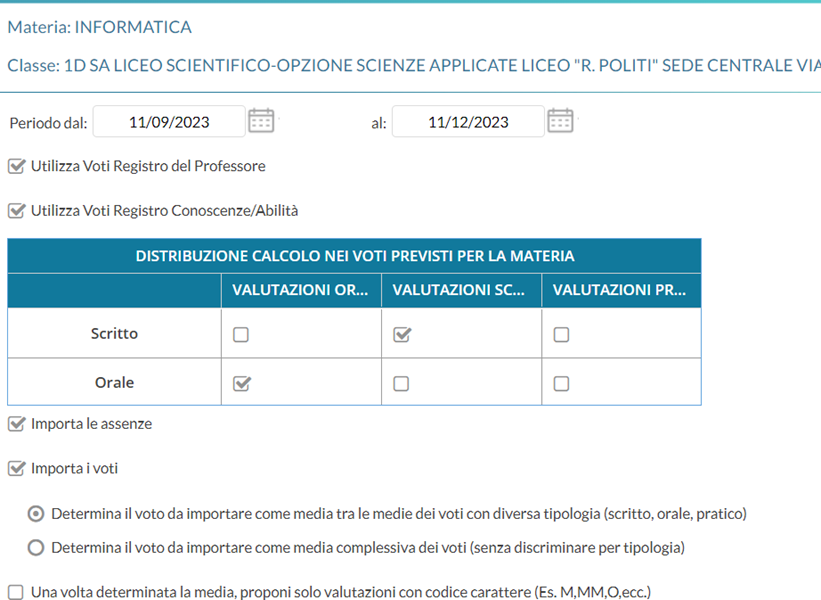 Materia: INFORMATICA
Classe: 1D SA LICEO SCIENTIFICO-OPZIONE SCIENZE APPLICATE LICEO "R. POLITI" SEDE CENTRALE VIA
Periodo dal: 11/09/2023 al: 11/12/2023
Utilizza Voti Registro del Professore
Utilizza Voti Registro Conoscenze/Abilità
DISTRIBUZIONE CALCOLO NEI VOTI PREVISTI PER LA MATERIA
VALUTAZIONI OR... VALUTAZIONI SC... VALUTAZIONI PR...
Scritto
Orale
Importa le assenze
Importa i voti
Determina il voto da importare come media tra le medie dei voti con diversa tipologia (scritto, orale, pratico)
Determina il voto da importare come media complessiva dei voti (senza discriminare per tipologia)
Una volta determinata la media, proponi solo valutazioni con codice carattere (Es. M,MM,O,ecc.)